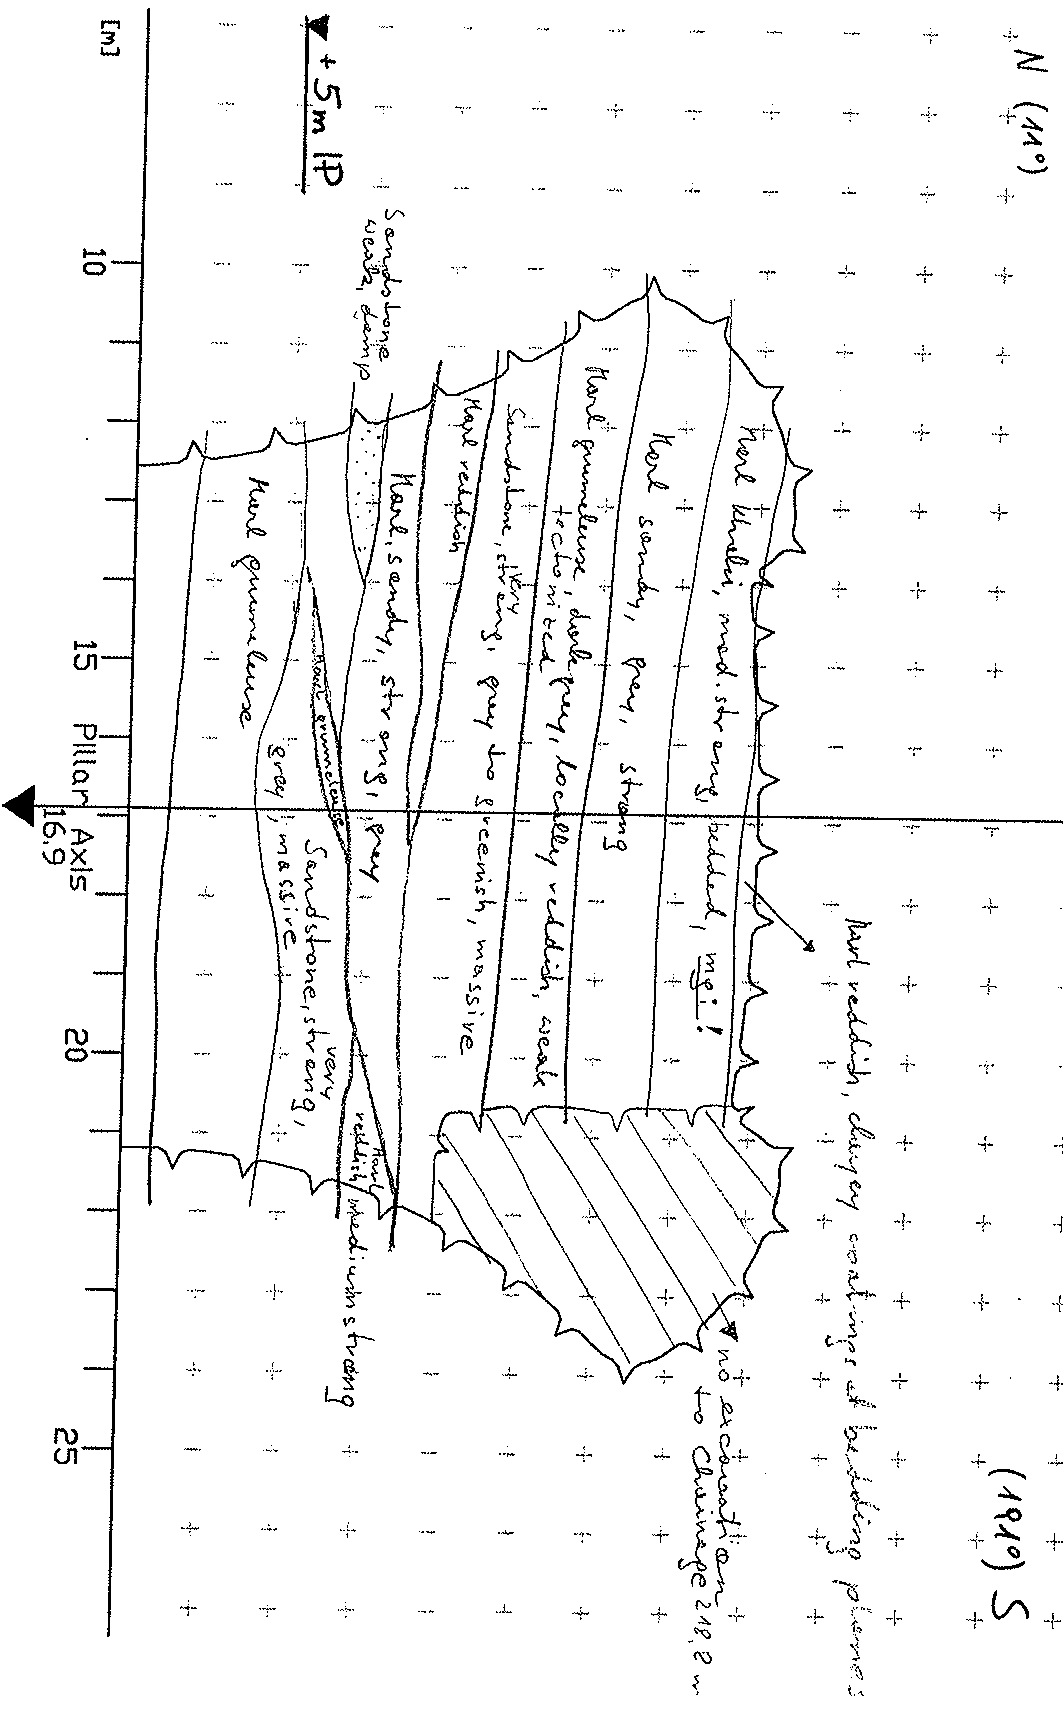 N (11°)
(191°) S
Marl reddish, clayey coatings at bedding planes
no excavation
to chainage 218,2 m
Marl khaki, mod. strong, bedded, mgi!
Marl sandy, grey, strong
Marl grumeleuse, dark grey, locally reddish, weak
tectonized
Sandstone, very strong, grey to greenish, massive
Marl reddish
Marl, sandy, strong, grey
Sandstone
weak, damp
+5m IP
Marl reddish
medium strong
Marl grumeleuse
Sandstone, very strong,
grey, massive
Marl grumeleuse
[m]
10
15
20
25
Pillar Axis
16.9